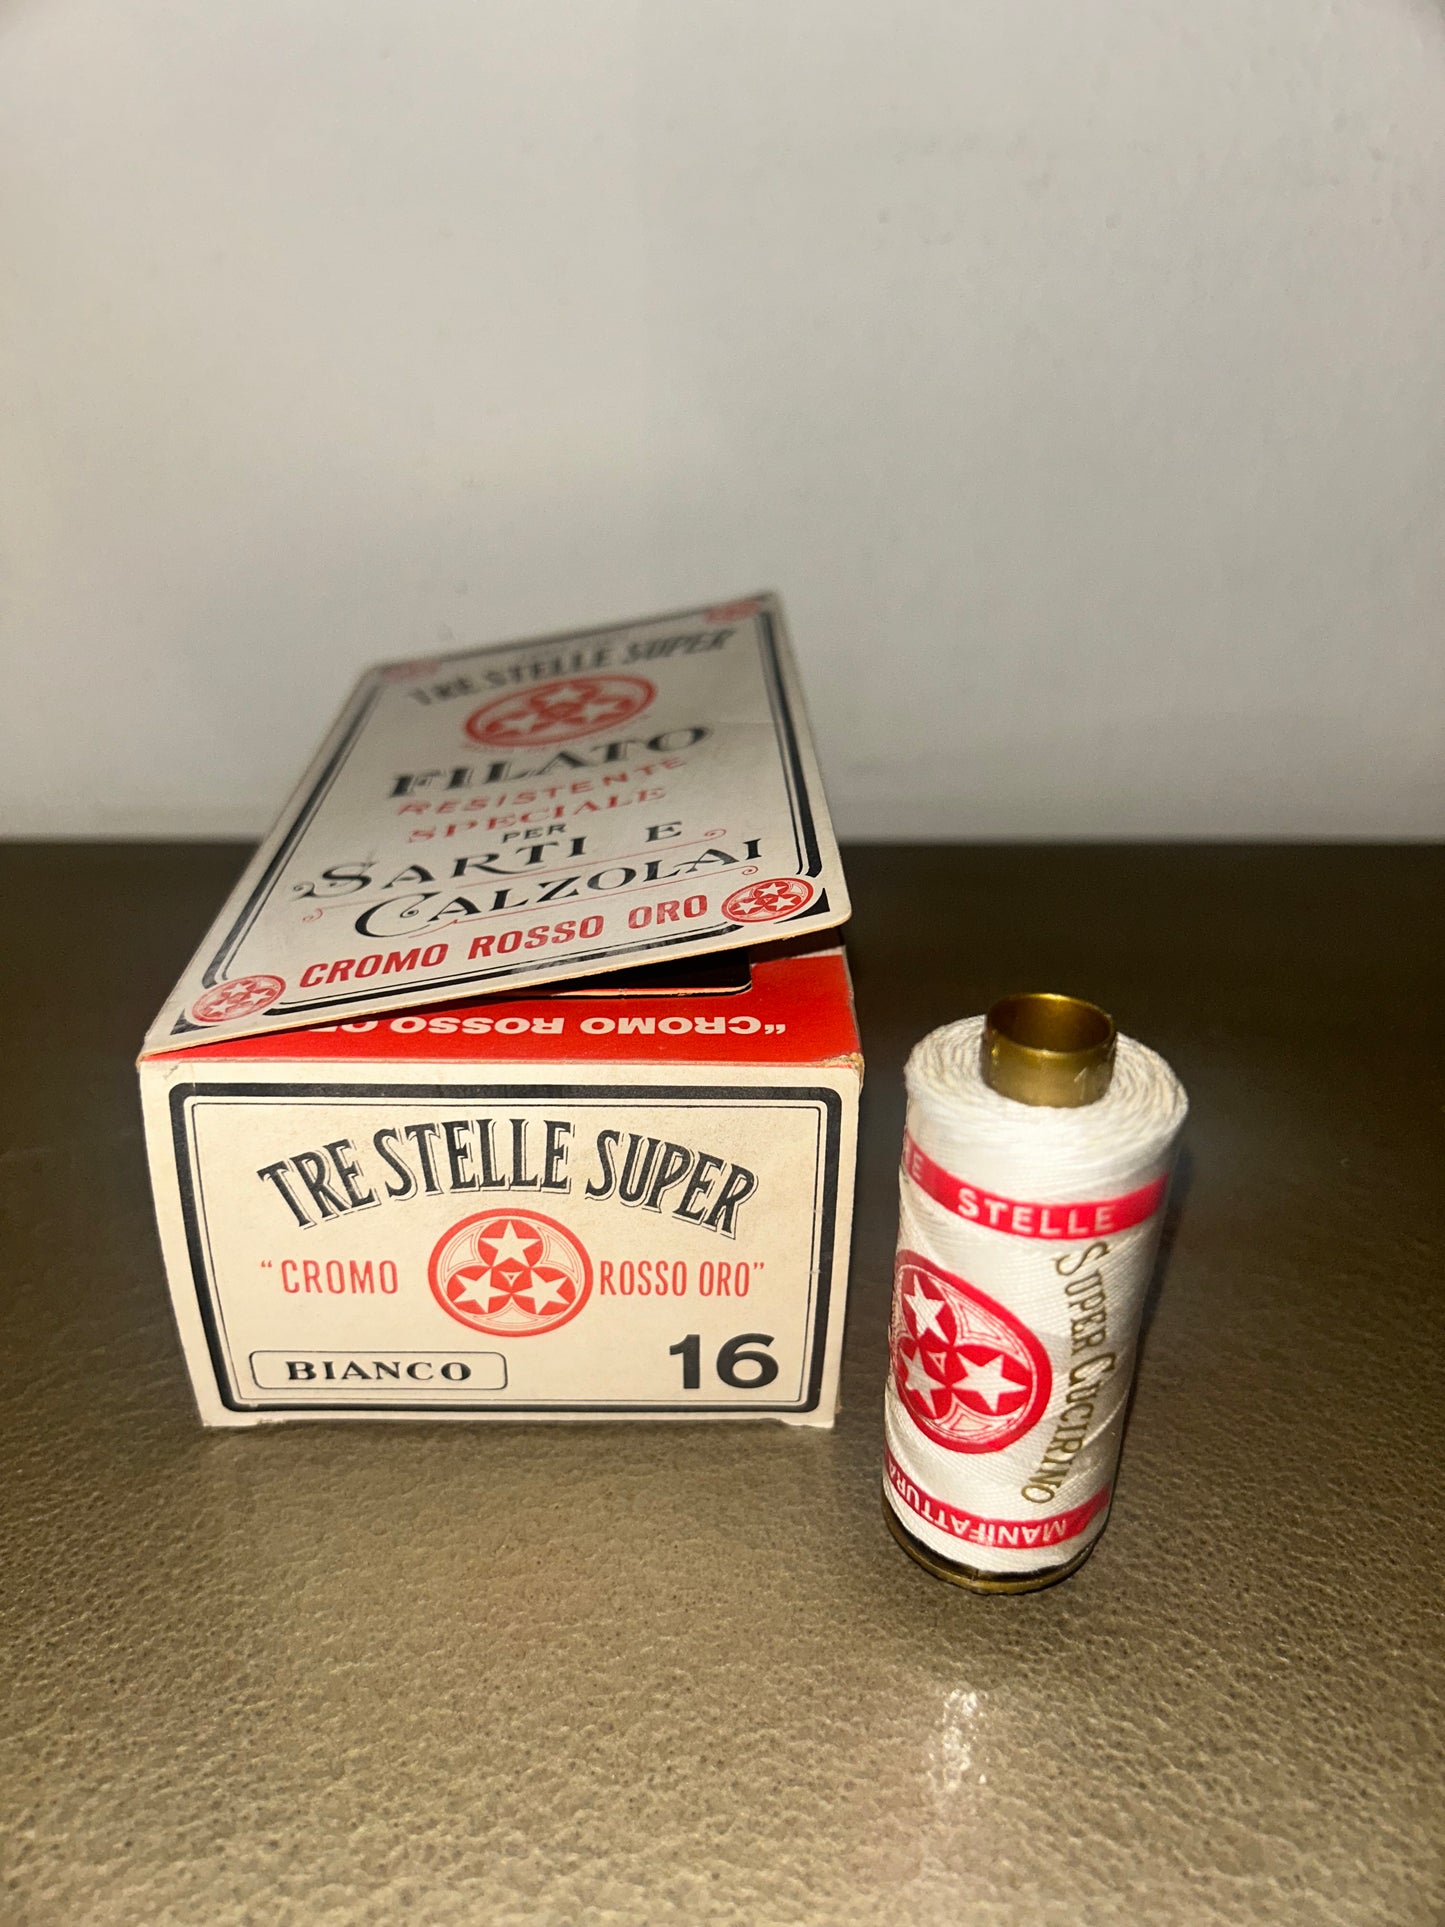 TRE STELLE SUPER
FILATO
RESISTENTE
SPECIALE
PER
SARTI E
CALZOLAI
CROMO ROSSO ORO
"CROMO ROSSO
TRE STELLE SUPER
"CROMO ROSSO ORO"
BIANCO 16
STELLE
SUPER CUCIRINO
MANIFATTURA